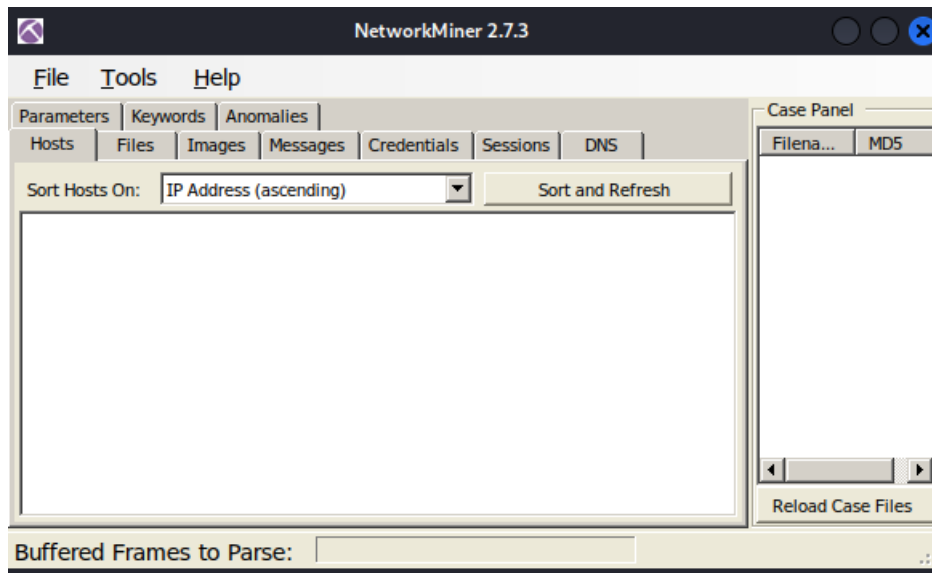 NetworkMiner 2.7.3
File Tools Help
Parameters Keywords Anomalies
Hosts Files Images Messages Credentials Sessions DNS
Sort Hosts On: IP Address (ascending) Sort and Refresh
Case Panel
Filena... MD5
Reload Case Files
Buffered Frames to Parse: